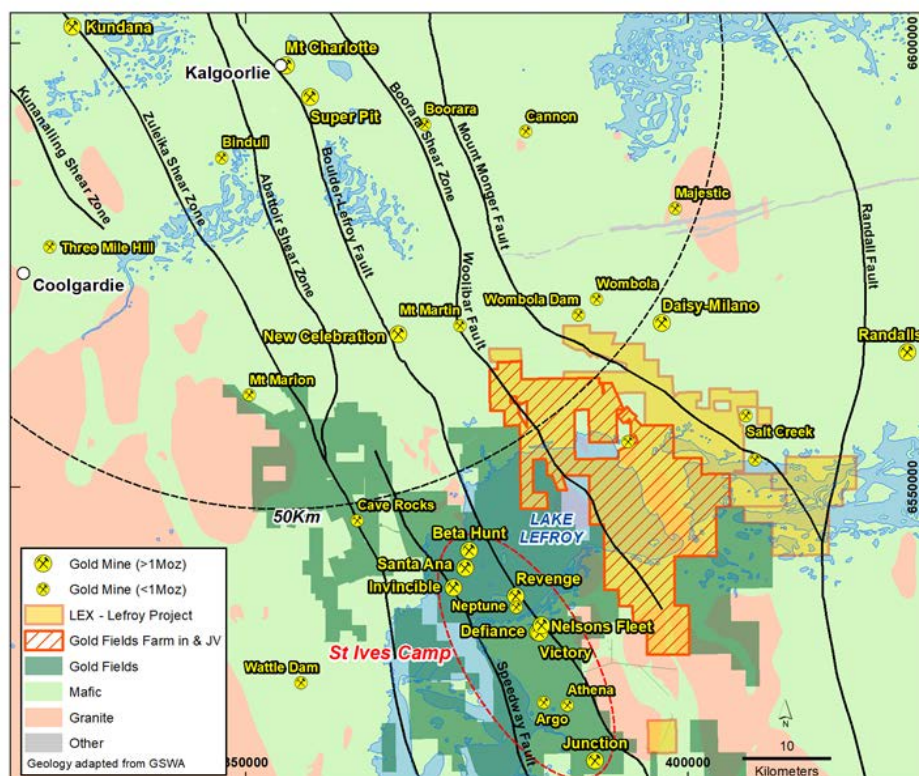 Kundana
Mt Charlotte
Kalgoorlie
Super Pit
6600000
Kunanalling Shear Zone
Zuleika Shear Zone
Binduli
Abattoir Shear Zone
Boulder-Lefroy Fault
Boorara Shear Zone
Boorara
Mount Monger Fault
Cannon
Majestic
Randall Fault
Three Mile Hill
Coolgardie
Woolibar Fault
Wombola
Wombola Dam
Mt Martin
New Celebration
Daisy-Milano
Randalls
Mt Marion
Salt Creek
50Km
Cave Rocks
LAKE
LEFROY
6550000
Beta Hunt
Santa Ana
Invincible
Revenge
Neptune
Defiance
Nelsons Fleet
Victory
St Ives Camp
Speedway Fault
Wattle Dam
Athena
Argo
Junction
Gold Mine (>1Moz)
Gold Mine (<1Moz)
LEX - Lefroy Project
Gold Fields Farm in & JV
Gold Fields
Mafic
Granite
Other
Geology adapted from GSWA
350000
400000
N
10
Kilometers